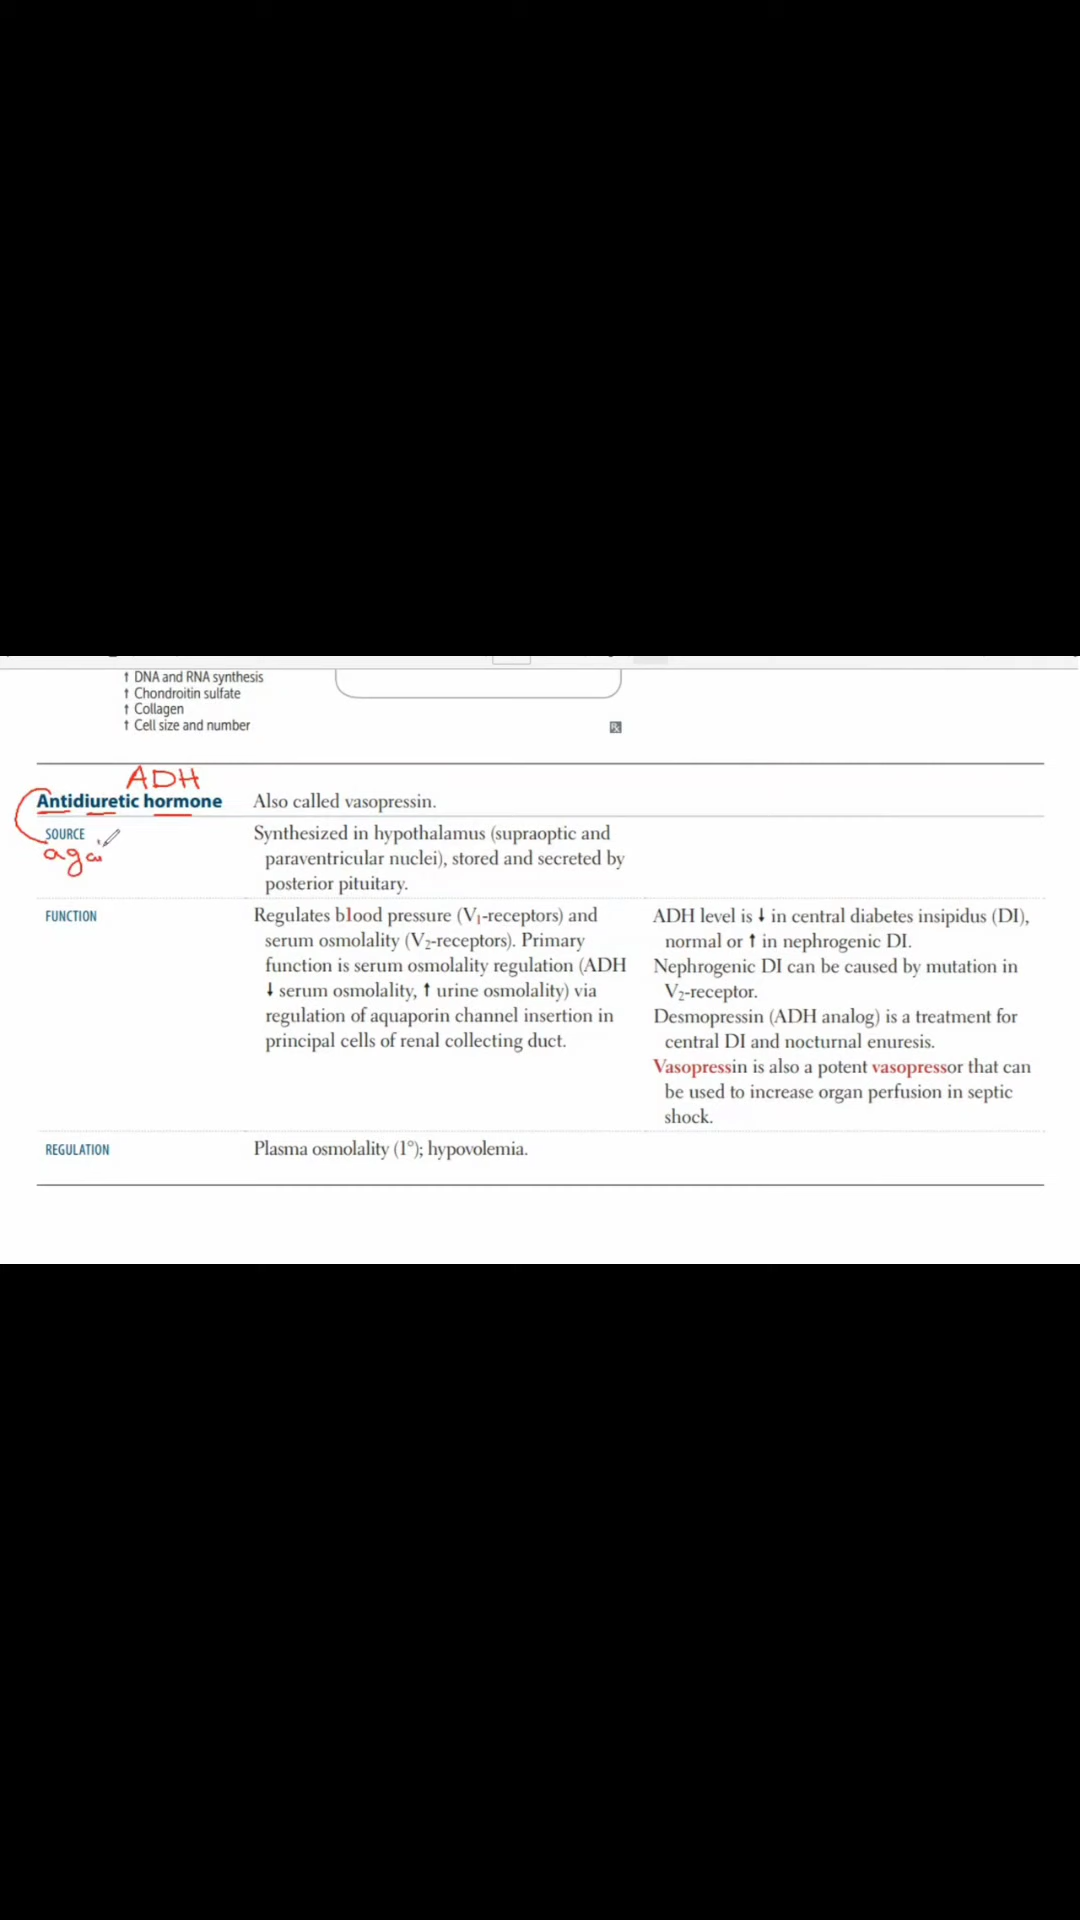 ↑ DNA and RNA synthesis
↑ Chondroitin sulfate
↑ Collagen
↑ Cell size and number
Rx
ADH
Antidiuretic hormone
Also called vasopressin.
SOURCE
agai
Synthesized in hypothalamus (supraoptic and
paraventricular nuclei), stored and secreted by
posterior pituitary.
FUNCTION
Regulates blood pressure (V₁-receptors) and
serum osmolality (V₂-receptors). Primary
function is serum osmolality regulation (ADH
↓ serum osmolality, ↑ urine osmolality) via
regulation of aquaporin channel insertion in
principal cells of renal collecting duct.
ADH level is ↓ in central diabetes insipidus (DI),
normal or ↑ in nephrogenic DI.
Nephrogenic DI can be caused by mutation in
V₂-receptor.
Desmopressin (ADH analog) is a treatment for
central DI and nocturnal enuresis.
Vasopressin is also a potent vasopressor that can
be used to increase organ perfusion in septic
shock.
REGULATION
Plasma osmolality (1°); hypovolemia.